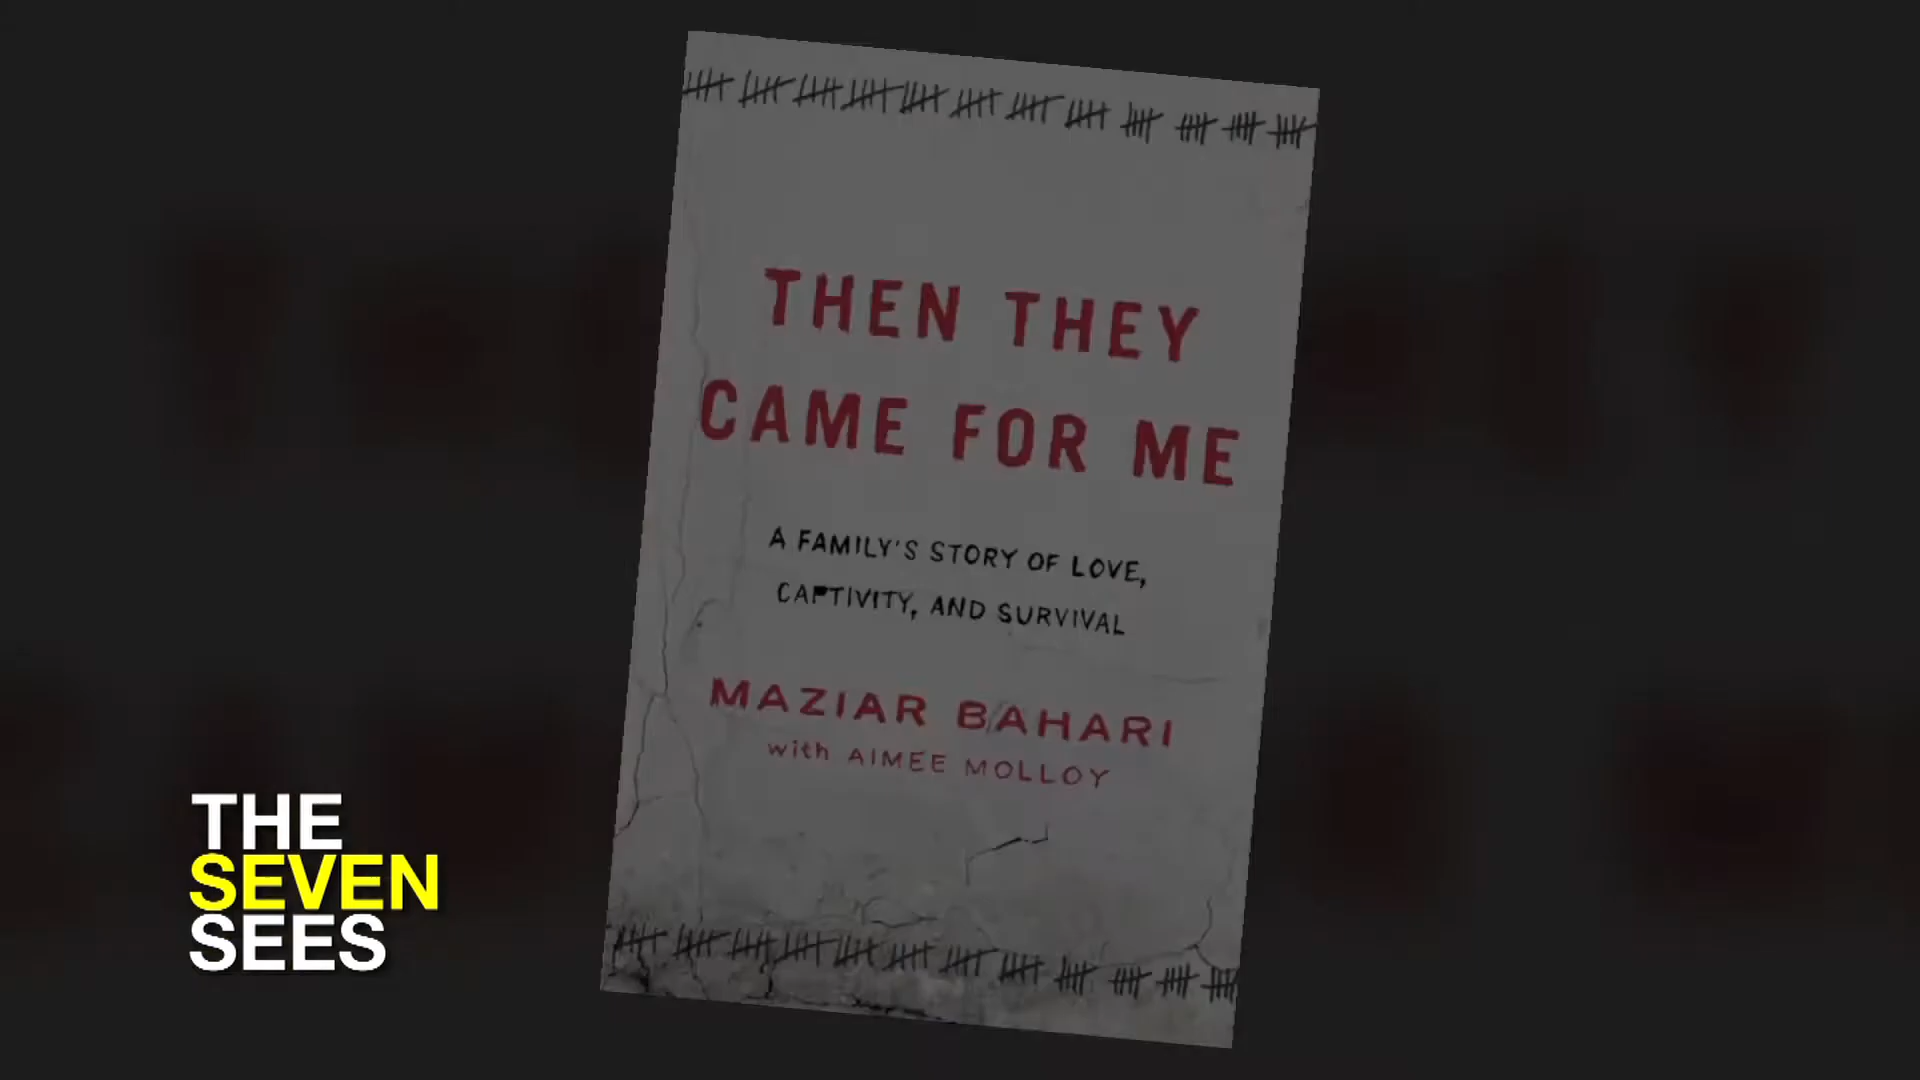 THEN THEY
CAME FOR ME
A FAMILY'S STORY OF LOVE,
CAPTIVITY, AND SURVIVAL
MAZIAR BAHARI
with AIMEE MOLLOY
THE
SEVEN
SEES